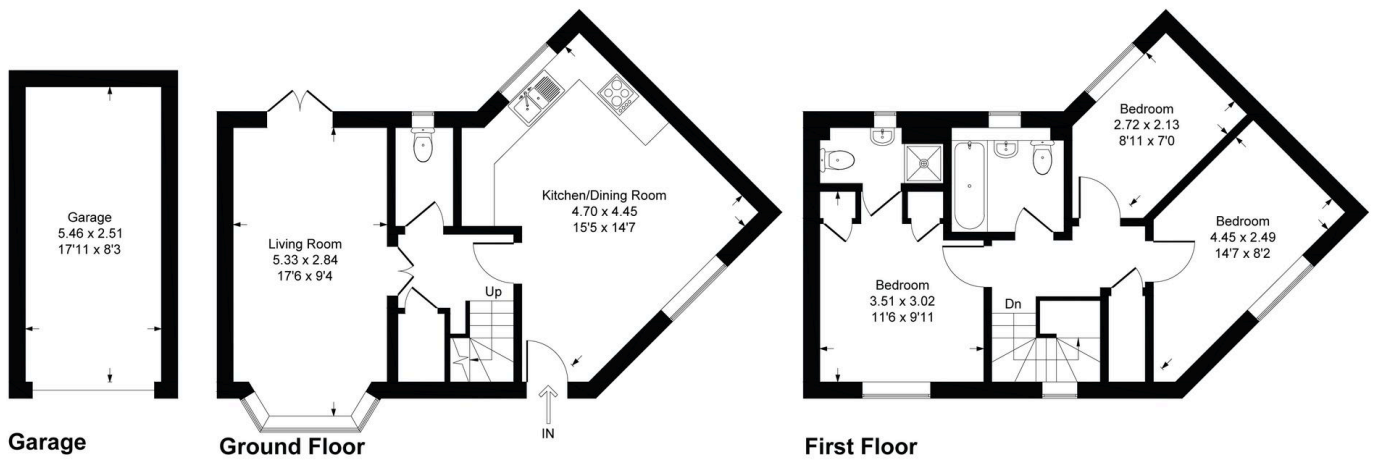 Garage
5.46 x 2.51
17'11 x 8'3
Garage
Living Room
5.33 x 2.84
17'6 x 9'4
Kitchen/Dining Room
4.70 x 4.45
15'5 x 14'7
Up
IN
Ground Floor
Bedroom
2.72 x 2.13
8'11 x 7'0
Bedroom
4.45 x 2.49
14'7 x 8'2
Bedroom
3.51 x 3.02
11'6 x 9'11
Dn
First Floor